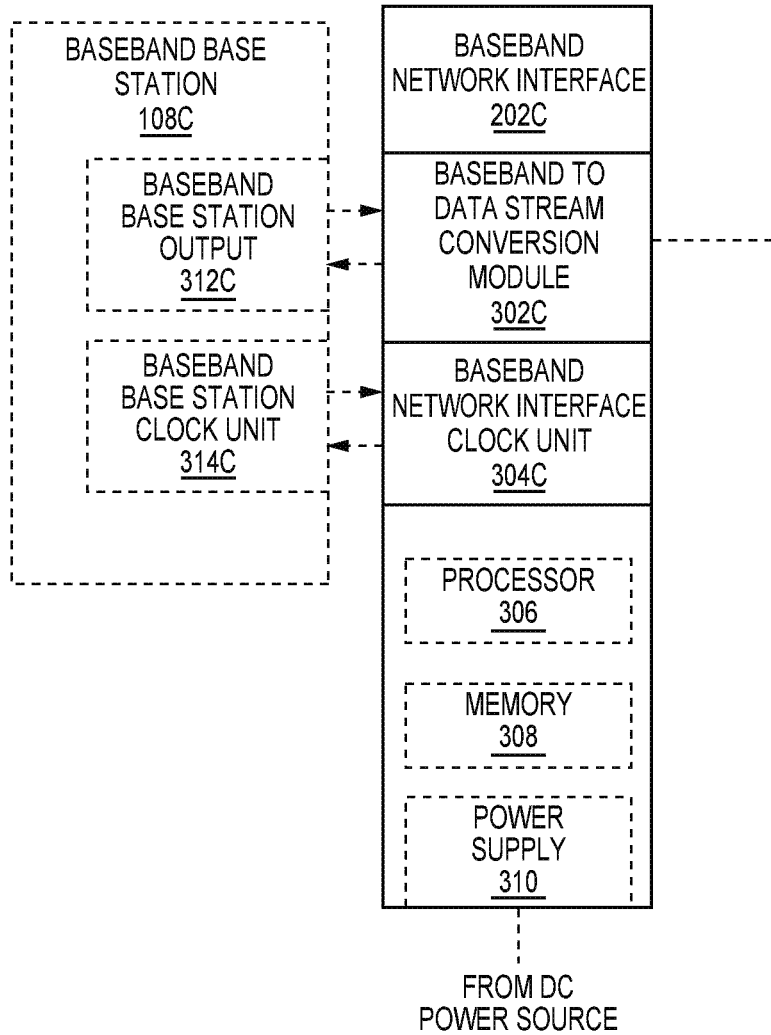 BASEBAND BASE
STATION
108C
BASEBAND
BASE STATION
OUTPUT
312C
BASEBAND
BASE STATION
CLOCK UNIT
314C
BASEBAND
NETWORK INTERFACE
202C
BASEBAND TO
DATA STREAM
CONVERSION
MODULE
302C
BASEBAND
NETWORK INTERFACE
CLOCK UNIT
304C
PROCESSOR
306
MEMORY
308
POWER
SUPPLY
310
FROM DC
POWER SOURCE